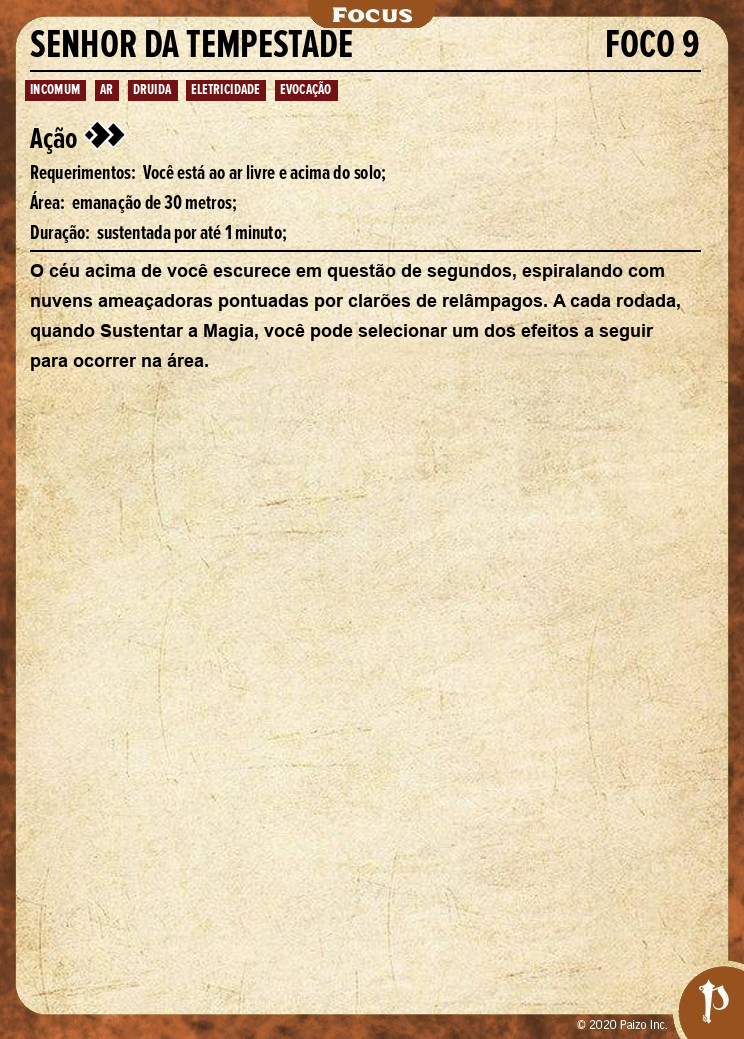 Focus
SENHOR DA TEMPESTADE FOCO 9
INCOMUM AR DRUIDA ELETRICIDADE EVOCAÇÃO
Ação
Requerimentos: Você está ao ar livre e acima do solo;
Área: emanação de 30 metros;
Duração: sustentada por até 1 minuto;
O céu acima de você escurece em questão de segundos, espiralando com
nuvens ameaçadoras pontuadas por clarões de relâmpagos. A cada rodada,
quando Sustentar a Magia, você pode selecionar um dos efeitos a seguir
para ocorrer na área.
© 2020 Paizo Inc.